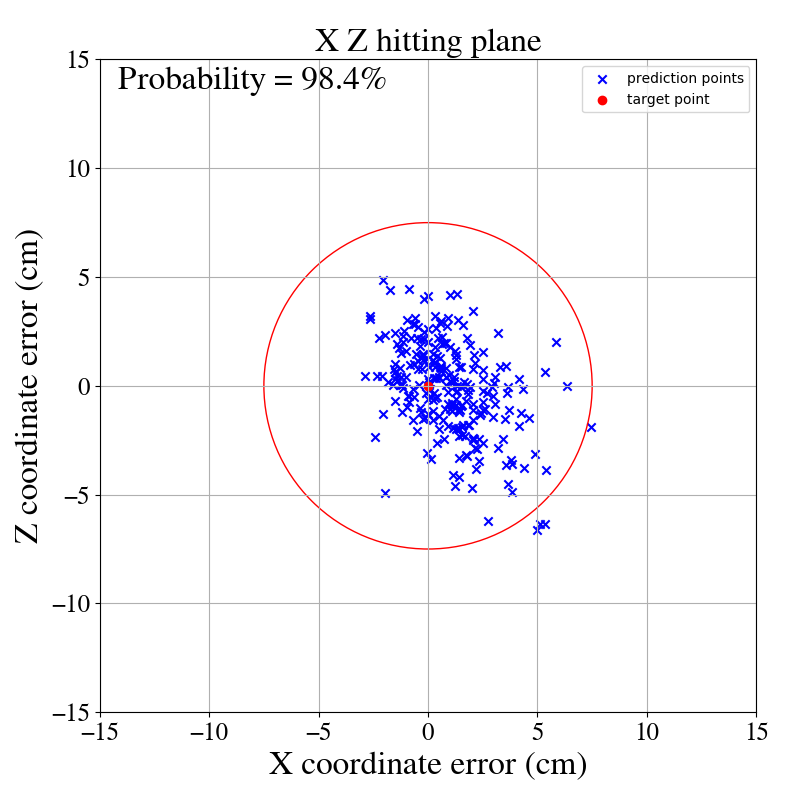 X Z hitting plane
Probability = 98.4%
prediction points
target point
15
10
5
0
−5
−10
−15
Z coordinate error (cm)
−15 −10 −5 0 5 10 15
X coordinate error (cm)